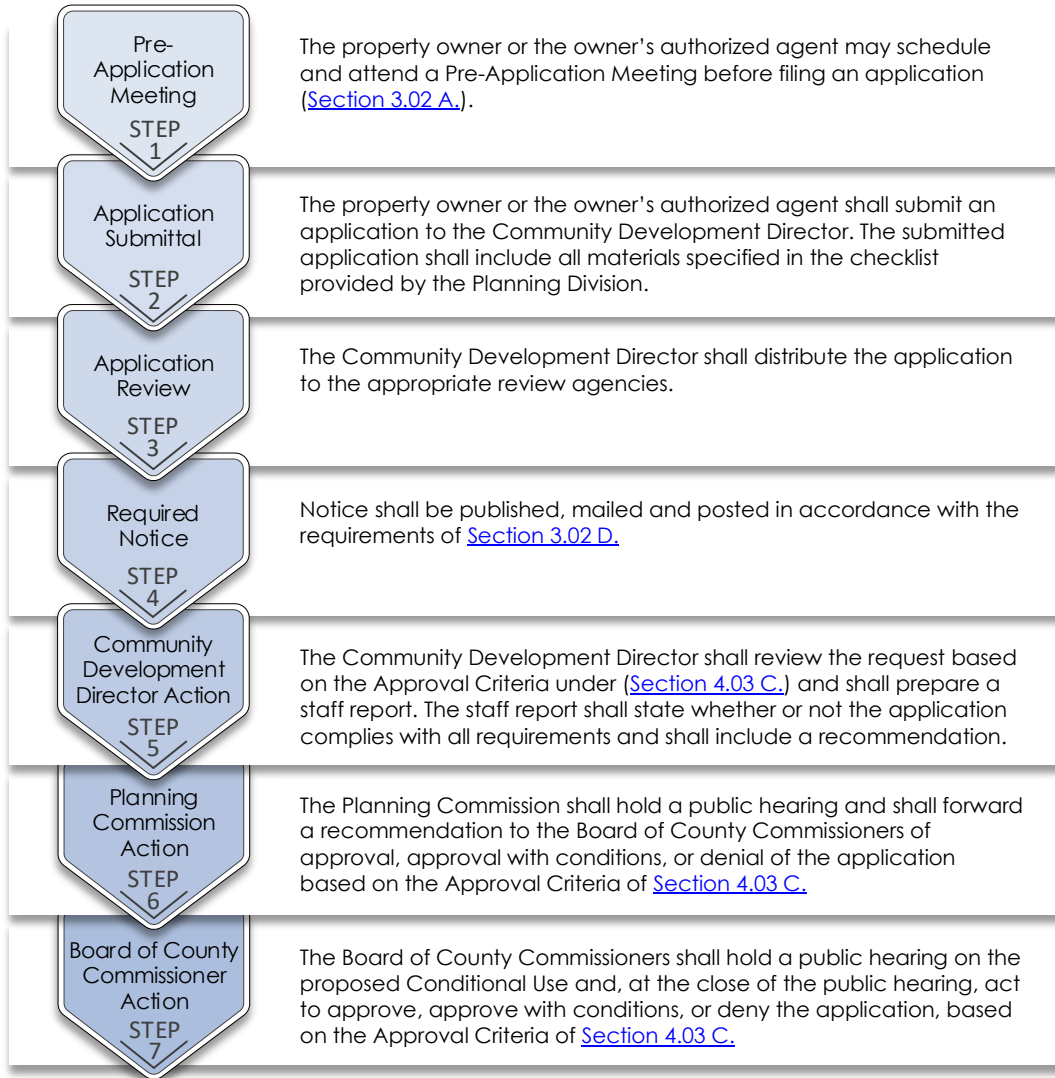 Pre-
Application
Meeting
STEP
1
The property owner or the owner’s authorized agent may schedule
and attend a Pre-Application Meeting before filing an application
(Section 3.02 A.).
Application
Submittal
STEP
2
The property owner or the owner’s authorized agent shall submit an
application to the Community Development Director. The submitted
application shall include all materials specified in the checklist
provided by the Planning Division.
Application
Review
STEP
3
The Community Development Director shall distribute the application
to the appropriate review agencies.
Required
Notice
STEP
4
Notice shall be published, mailed and posted in accordance with the
requirements of Section 3.02 D.
Community
Development
Director Action
STEP
5
The Community Development Director shall review the request based
on the Approval Criteria under (Section 4.03 C.) and shall prepare a
staff report. The staff report shall state whether or not the application
complies with all requirements and shall include a recommendation.
Planning
Commission
Action
STEP
6
The Planning Commission shall hold a public hearing and shall forward
a recommendation to the Board of County Commissioners of
approval, approval with conditions, or denial of the application
based on the Approval Criteria of Section 4.03 C.
Board of County
Commissioner
Action
STEP
7
The Board of County Commissioners shall hold a public hearing on the
proposed Conditional Use and, at the close of the public hearing, act
to approve, approve with conditions, or deny the application, based
on the Approval Criteria of Section 4.03 C.